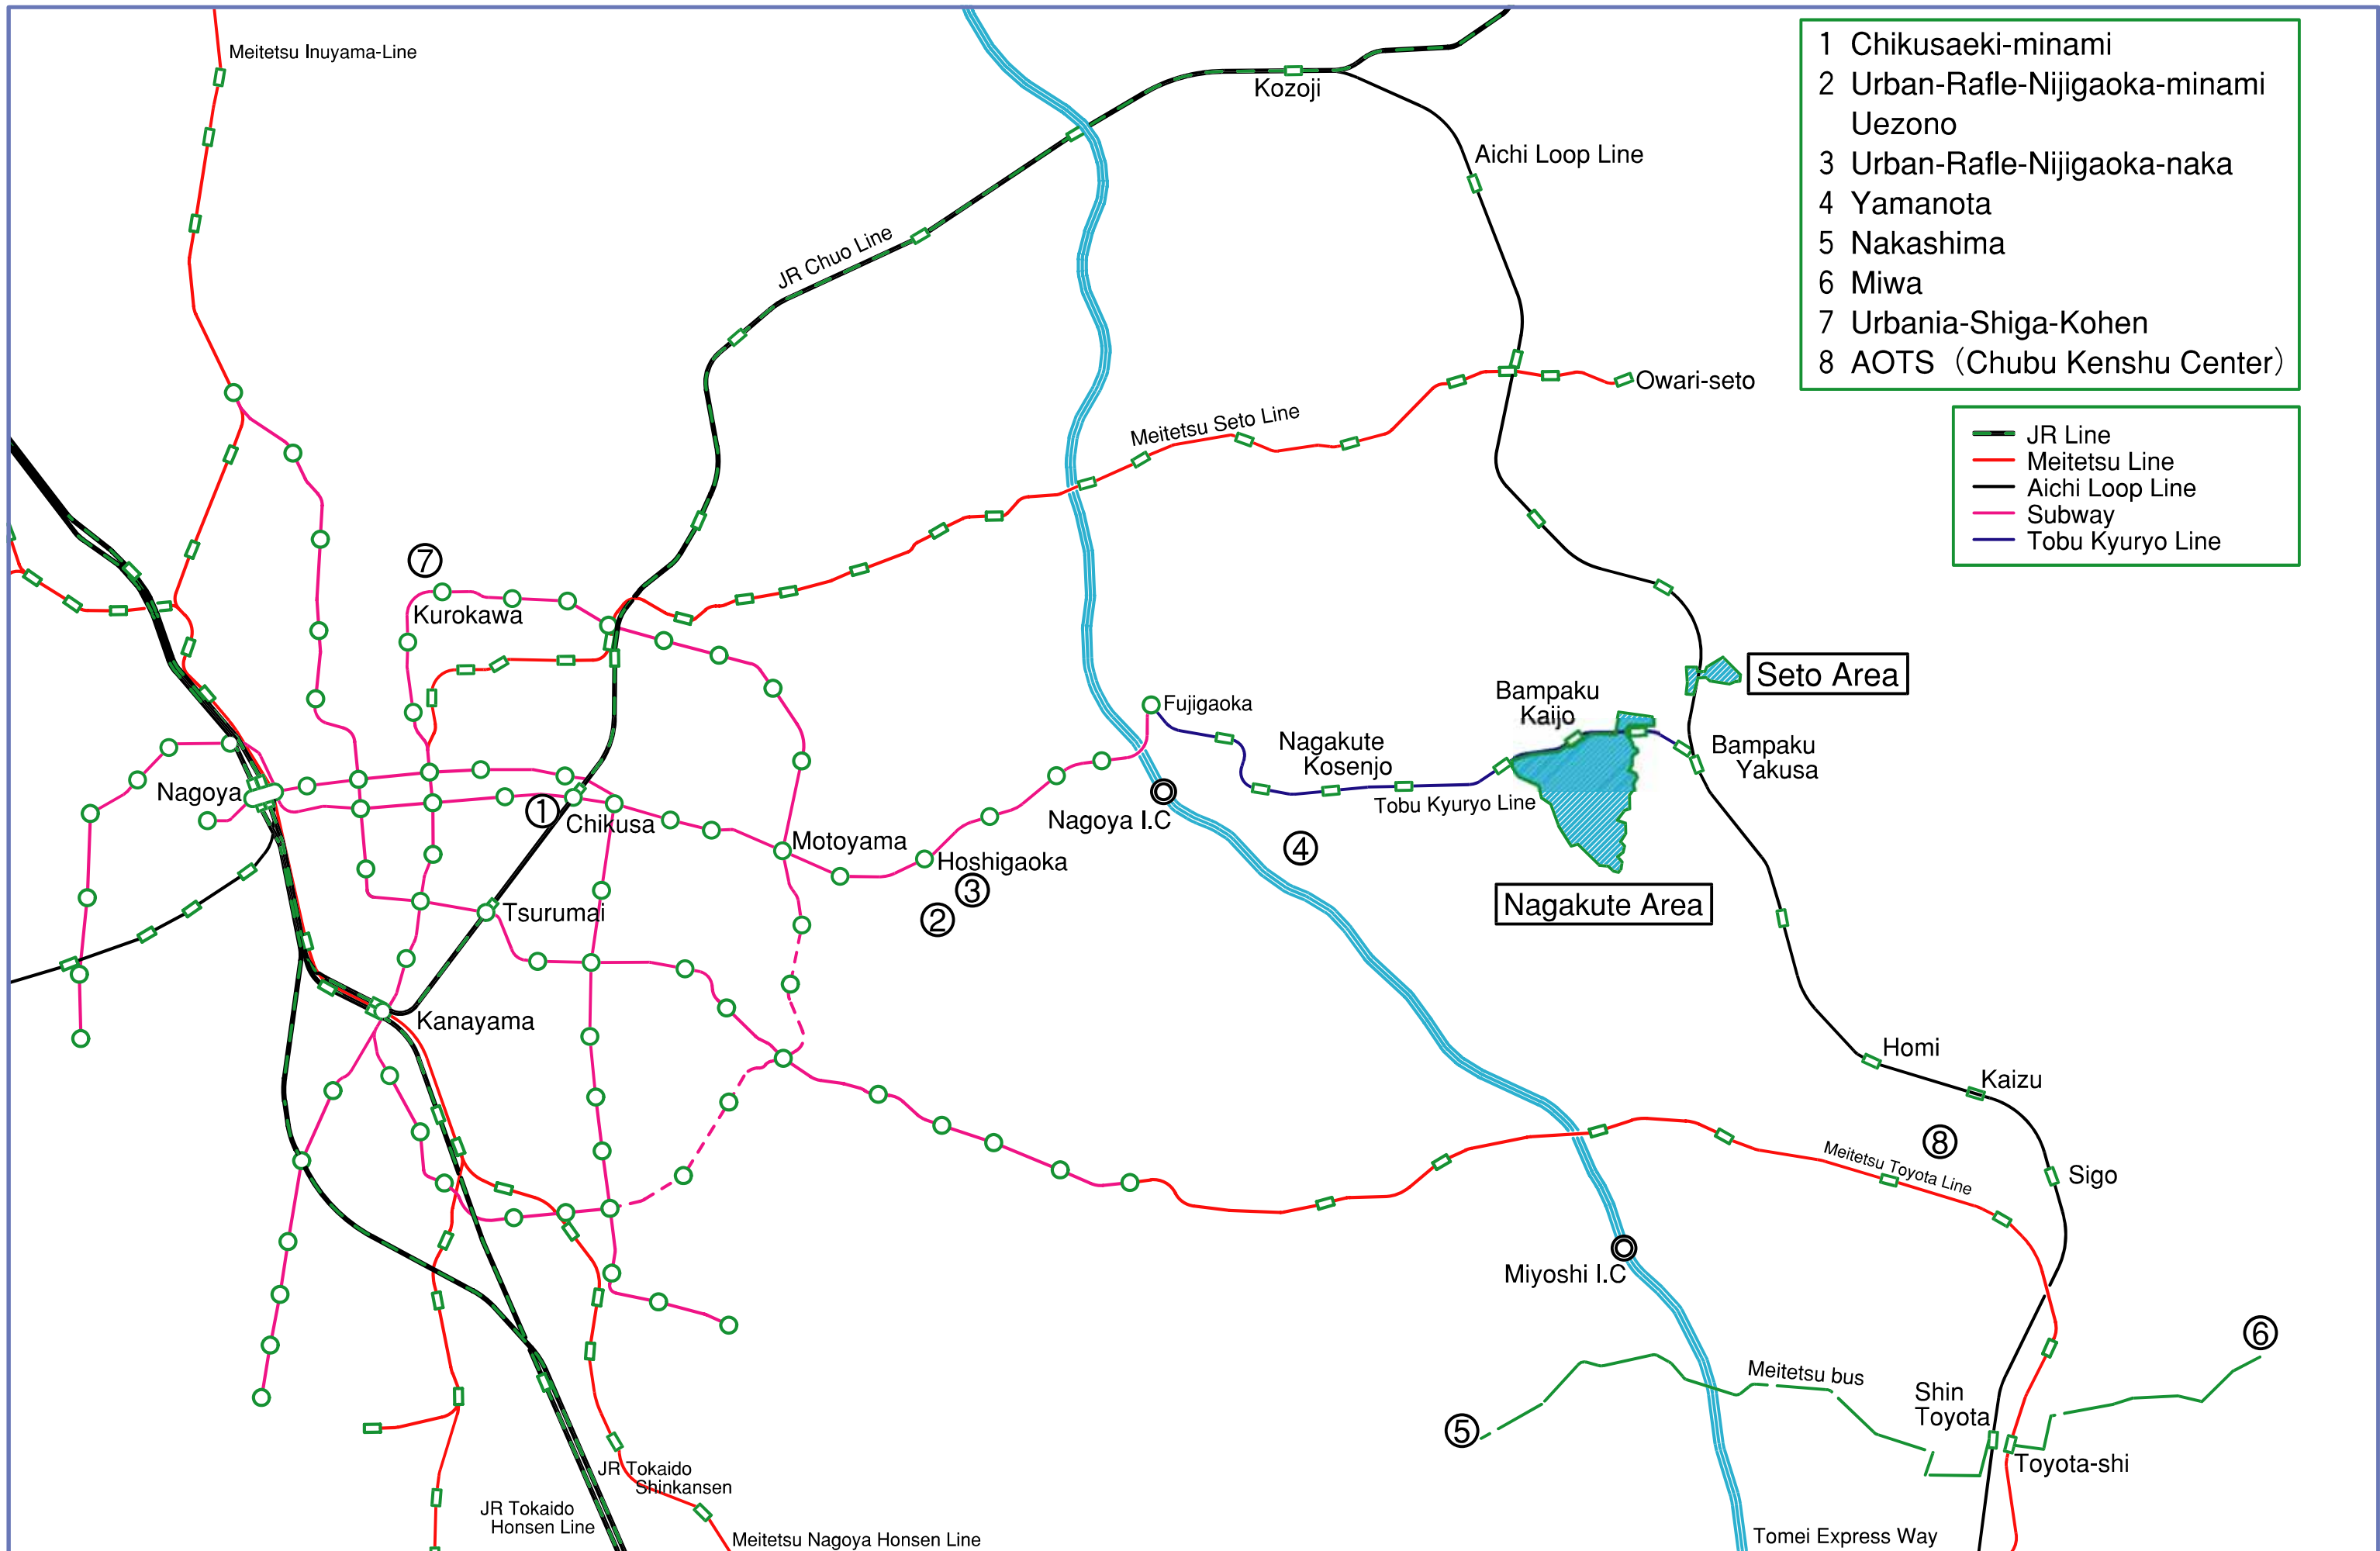 Meitetsu Inuyama-Line
Kozoji
Aichi Loop Line
JR Chuo Line
1 Chikusaeki-minami
2 Urban-Rafle-Nijigaoka-minami
Uezono
3 Urban-Rafle-Nijigaoka-naka
4 Yamanota
5 Nakashima
6 Miwa
7 Urbania-Shiga-Kohen
8 AOTS（Chubu Kenshu Center）
Owari-seto
Meitetsu Seto Line
JR Line
Meitetsu Line
Aichi Loop Line
Subway
Tobu Kyuryo Line
⑦
Kurokawa
Seto Area
Fujigaoka
Bampaku
Kaijo
Nagakute
Kosenjo
Bampaku
Yakusa
Nagoya
①
Chikusa
Nagoya I.C
Tobu Kyuryo Line
Motoyama
④
Hoshigaoka
③
②
Nagakute Area
Tsurumai
Kanayama
Homi
Kaizu
⑧
Meitetsu Toyota Line
Sigo
Miyoshi I.C
⑥
Meitetsu bus
Shin
Toyota
⑤
Toyota-shi
JR Tokaido
Shinkansen
JR Tokaido
Honsen Line
Meitetsu Nagoya Honsen Line
Tomei Express Way